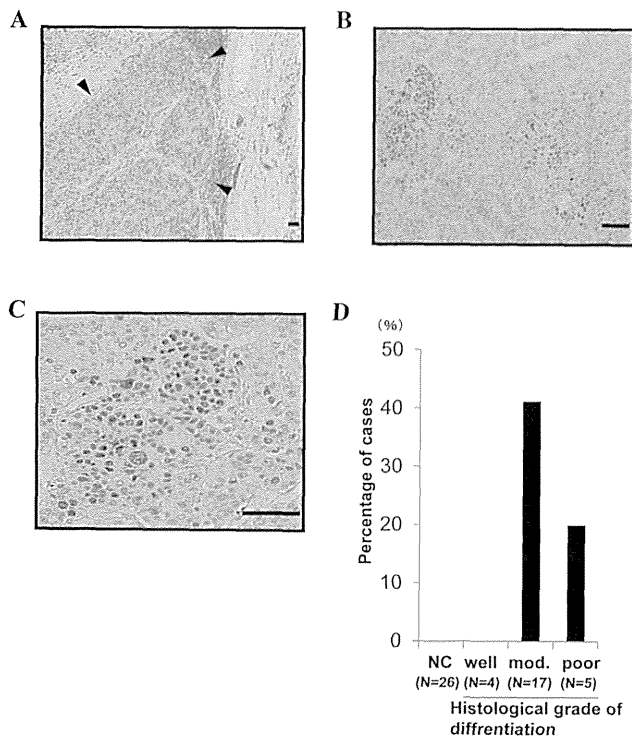 A
B
C
D
(%)
50
40
30
20
10
0
Percentage of cases
NC well mod. poor
(N=26) (N=4) (N=17) (N=5)
Histological grade of
diffrentiation